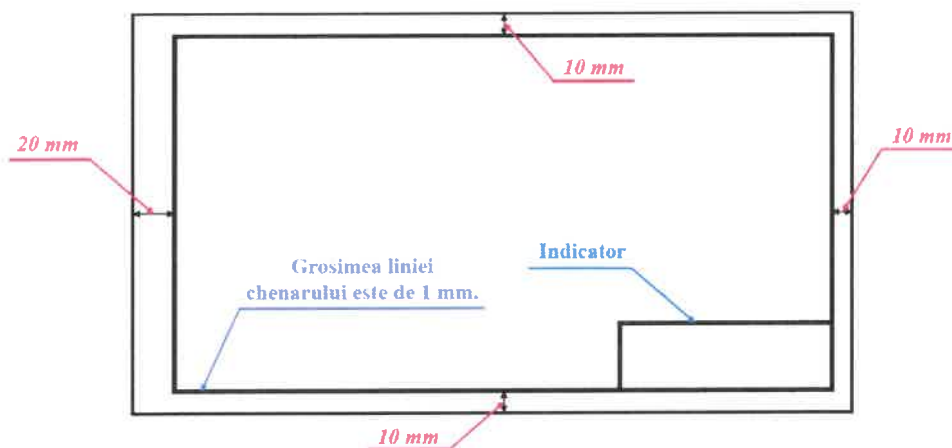 10 mm
20 mm
10 mm
Indicator
Grosimea liniei
chenarului este de 1 mm.
10 mm